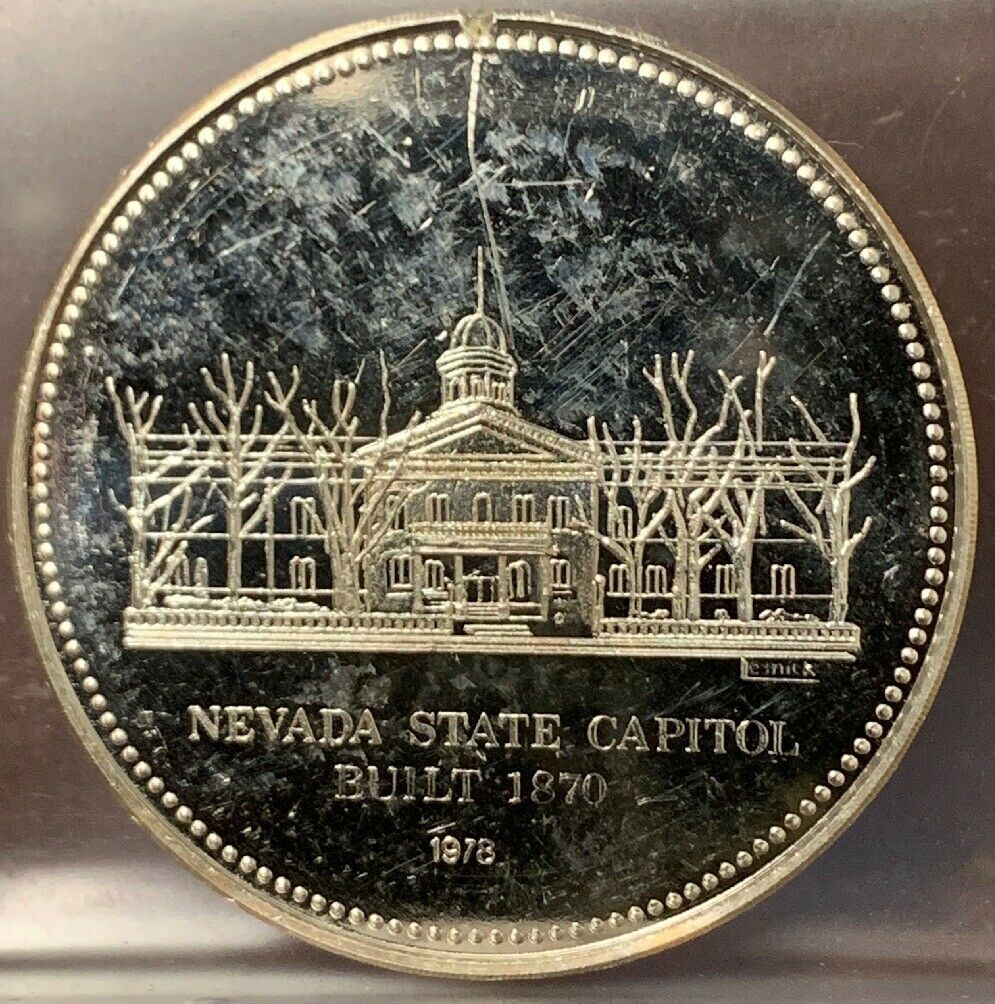 NEVADA STATE CAPITOL
BUILT 1870
1978